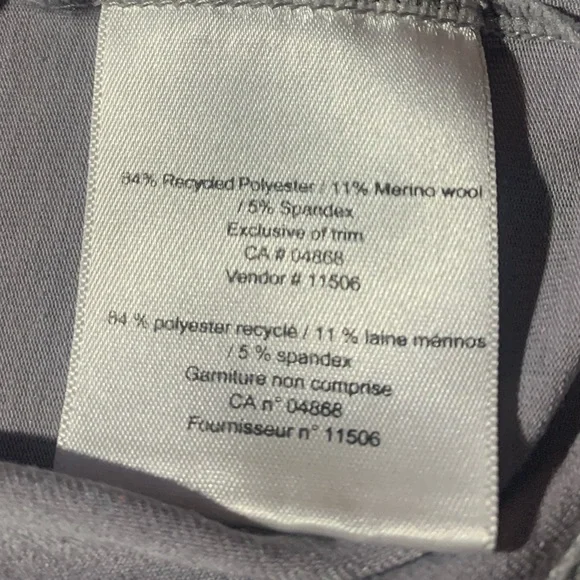 84% Recycled Polyester / 11% Merino wool
/ 5% Spandex
Exclusive of trim
CA # 04868
Vendor # 11506
84 % polyester recyclé / 11 % laine mérinos
/ 5 % spandex
Garniture non comprise
CA n° 04868
Fournisseur n° 11506